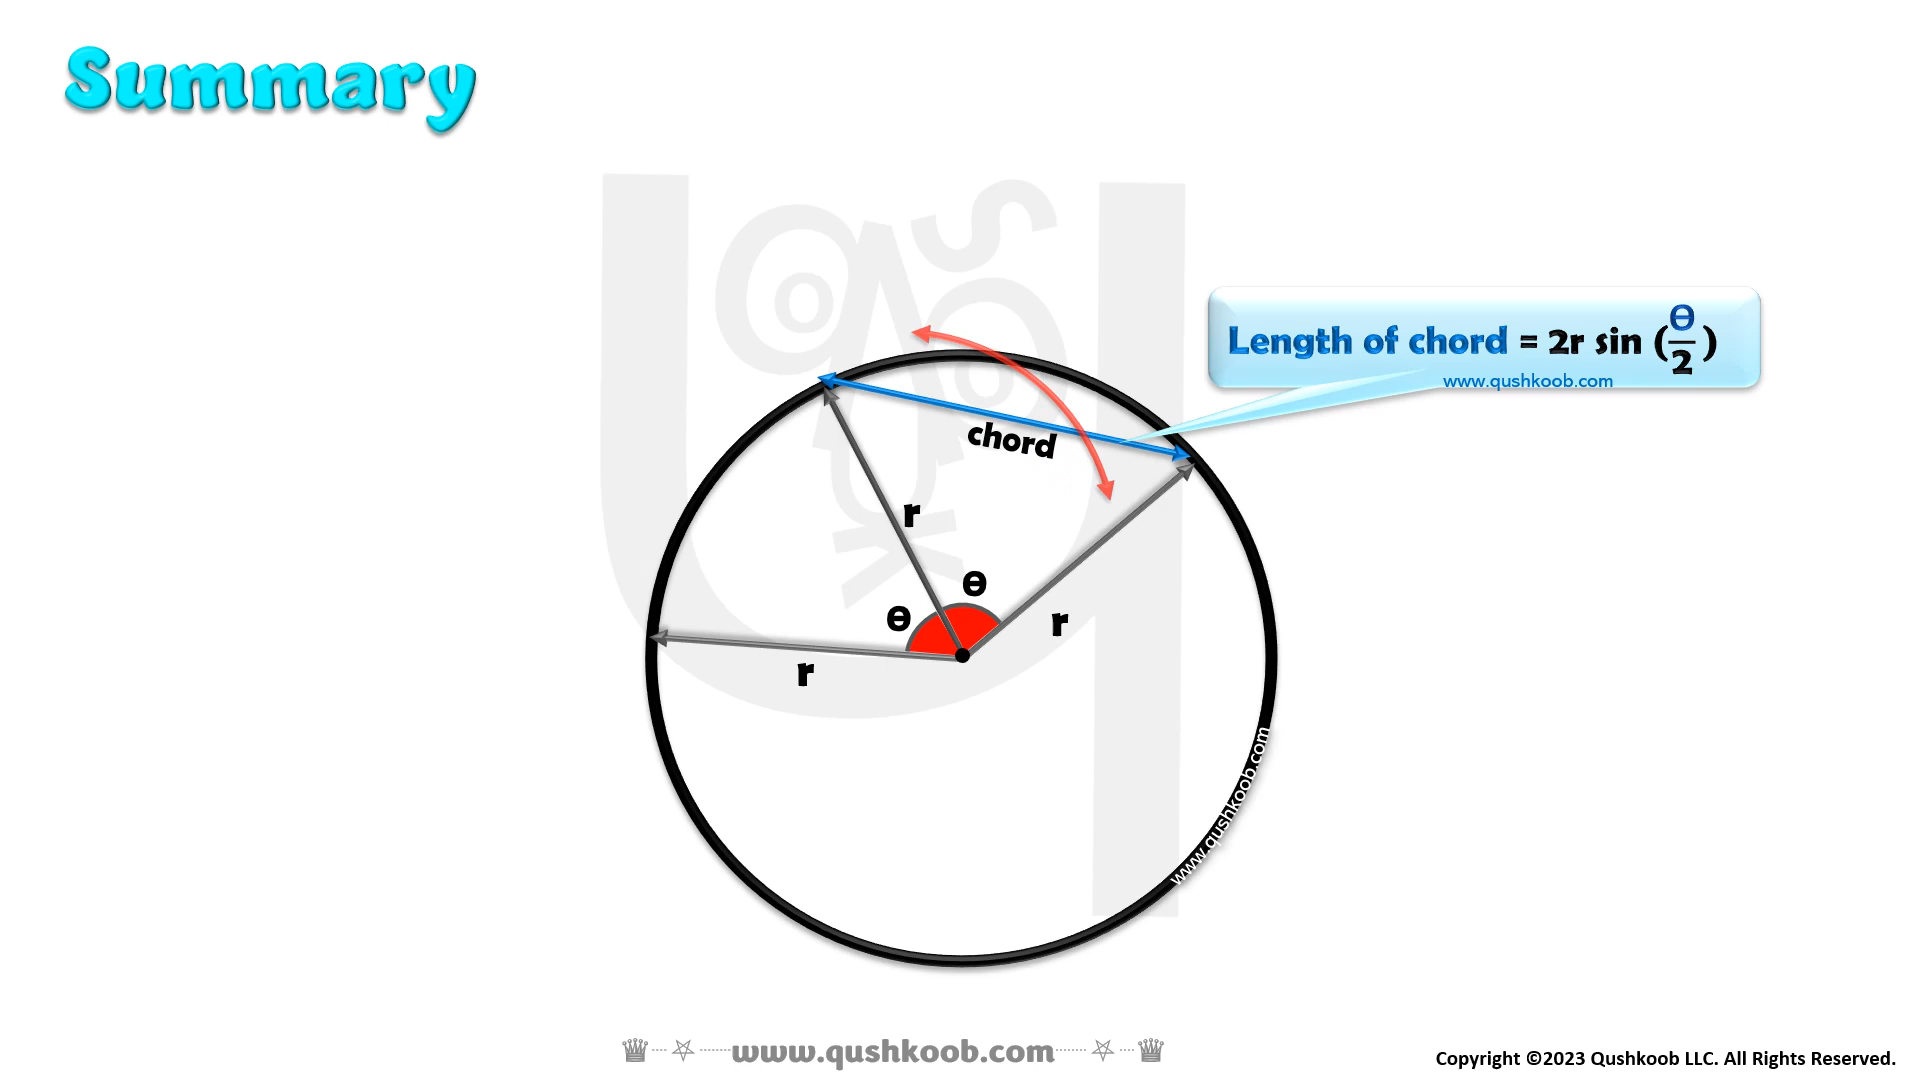 Summary
Length of chord = 2r sin (θ/2)
www.qushkoob.com
chord
r
θ
θ
r
r
www.qushkoob.com
www.qushkoob.com
Copyright ©2023 Qushkoob LLC. All Rights Reserved.